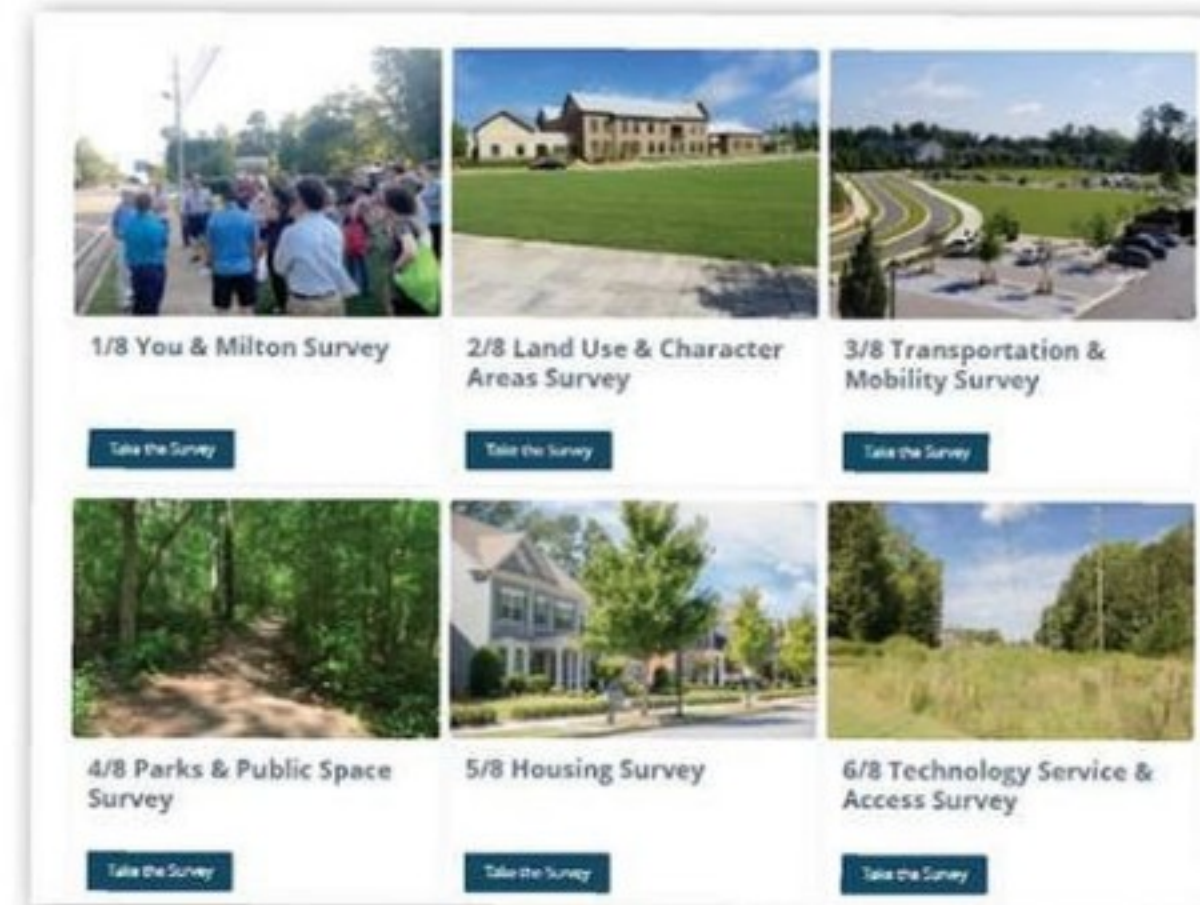 1/8 You & Milton Survey
2/8 Land Use & Character
Areas Survey
3/8 Transportation &
Mobility Survey
Take the Survey
Take the Survey
Take the Survey
4/8 Parks & Public Space
Survey
5/8 Housing Survey
6/8 Technology Service &
Access Survey
Take the Survey
Take the Survey
Take the Survey